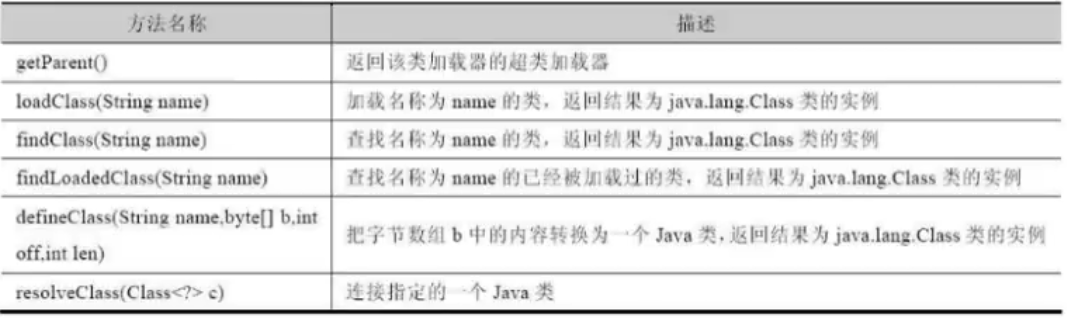 方法名称 描述
getParent() 返回该类加载器的超类加载器
loadClass(String name) 加载名称为 name 的类，返回结果为 java.lang.Class 类的实例
findClass(String name) 查找名称为 name 的类，返回结果为 java.lang.Class 类的实例
findLoadedClass(String name) 查找名称为 name 的已经被加载过的类，返回结果为 java.lang.Class 类的实例
defineClass(String name,byte[] b,int
off,int len) 把字节数组 b 中的内容转换为一个 Java 类，返回结果为 java.lang.Class 类的实例
resolveClass(Class<?> c) 连接指定的一个 Java 类